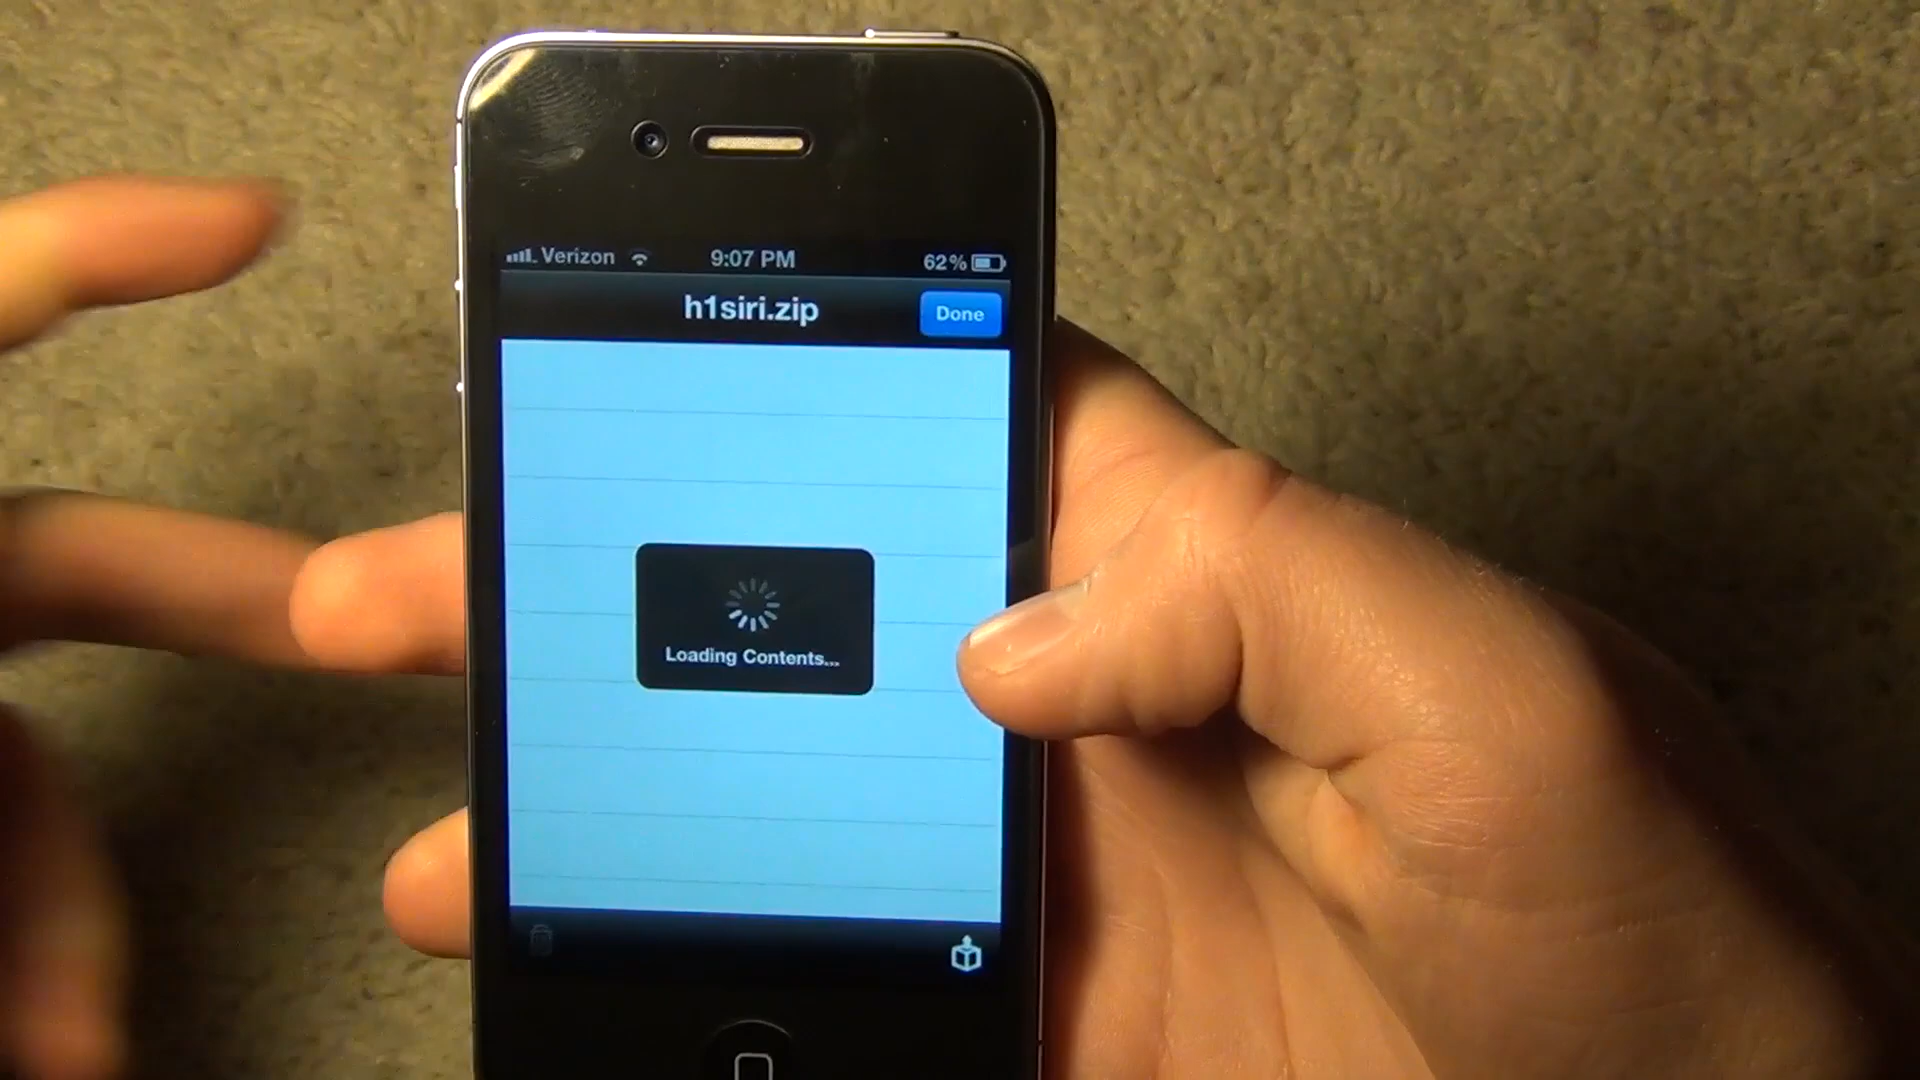 Verizon 9:07 PM 62%
h1siri.zip Done
Loading Contents...